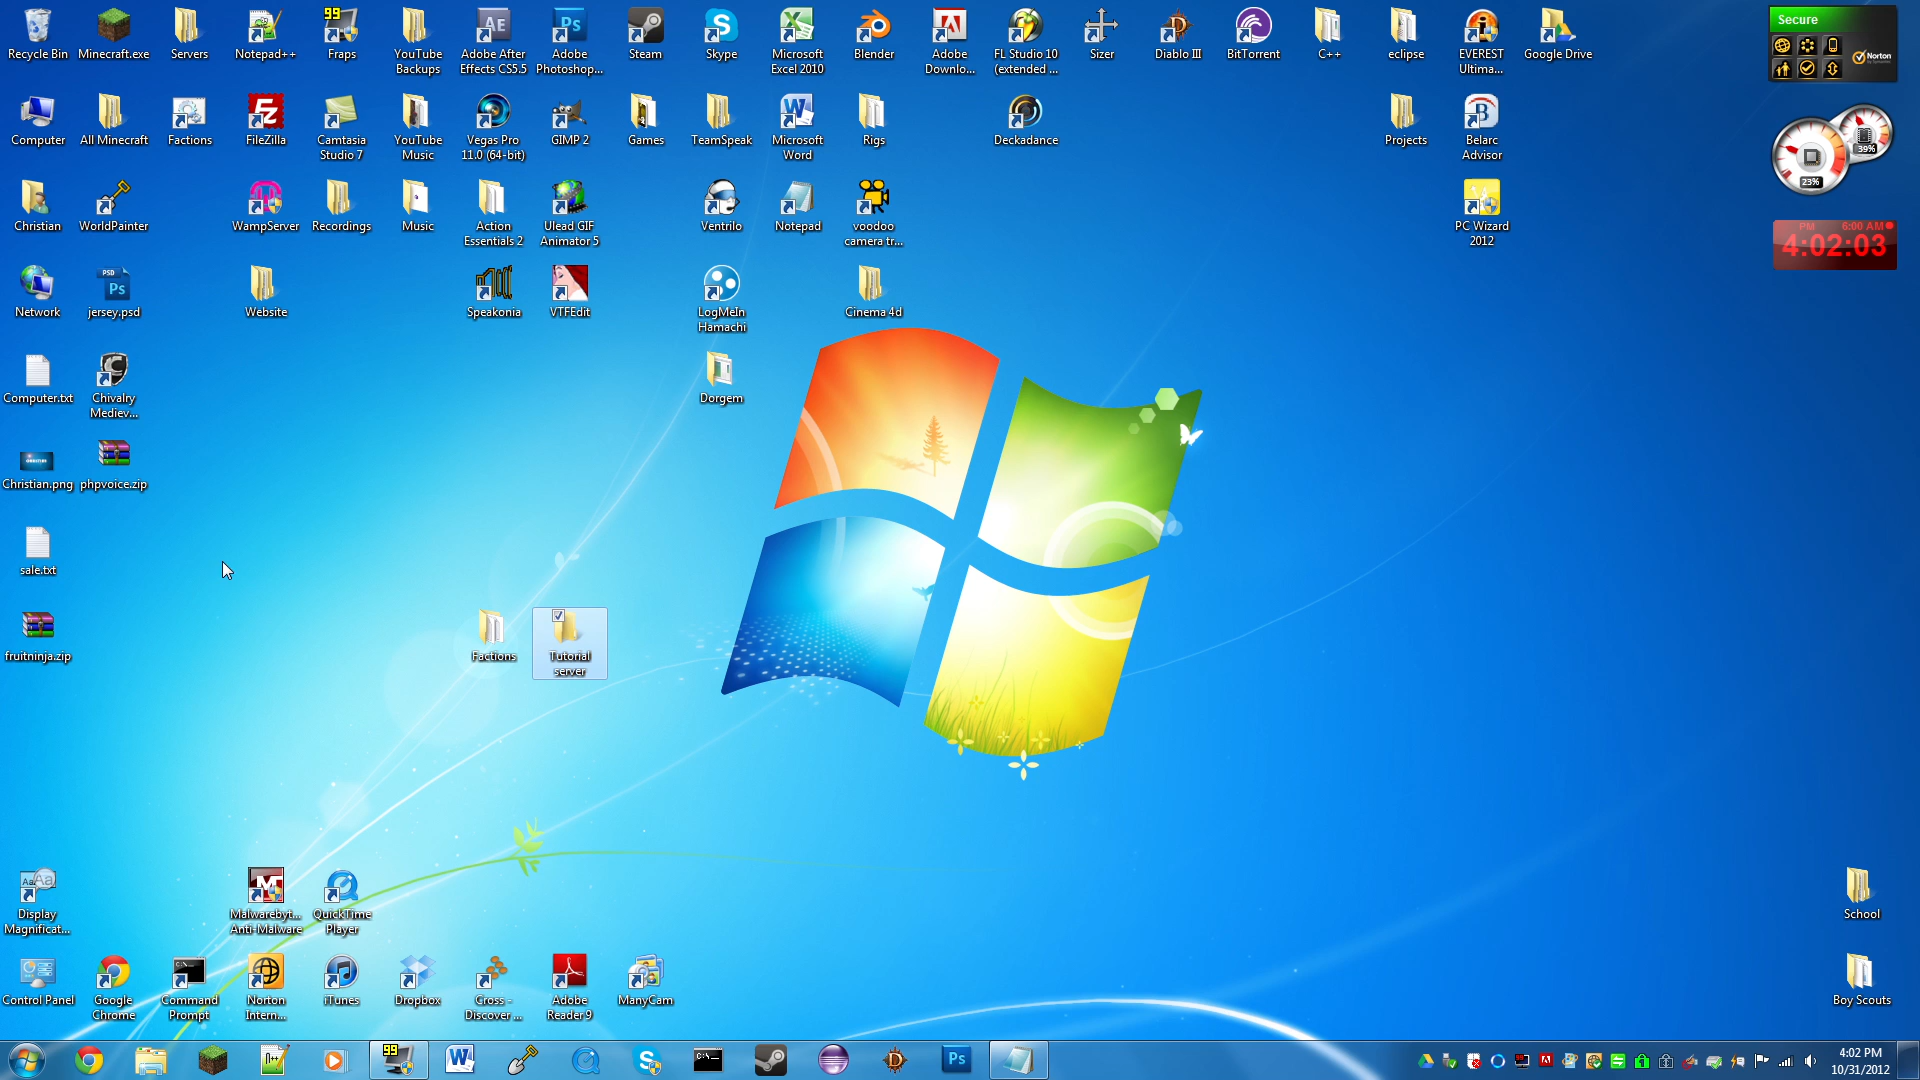 Recycle Bin
Minecraft.exe
Servers
Notepad++
99
Fraps
YouTube
Backups
AE
Adobe After
Effects CS5.5
Ps
Adobe
Photoshop...
Steam
Skype
Microsoft
Excel 2010
Blender
Adobe
Downlo...
FL Studio 10
(extended ...
Sizer
Diablo III
BitTorrent
C++
eclipse
EVEREST
Ultima...
Google Drive
Secure
Norton
Computer
All Minecraft
Factions
FileZilla
Camtasia
Studio 7
YouTube
Music
Vegas Pro
11.0 (64-bit)
GIMP 2
Games
TeamSpeak
Microsoft
Word
Rigs
Deckadance
Projects
Belarc
Advisor
39%
23%
Christian
WorldPainter
WampServer
Recordings
Music
Action
Essentials 2
Ulead GIF
Animator 5
Ventrilo
Notepad
voodoo
camera tr...
PC Wizard
2012
PM
6:00 AM
4:02:03
Network
PSD
Ps
jersey.psd
Website
Speakonia
VTFEdit
LogMeIn
Hamachi
Cinema 4d
Computer.txt
Chivalry
Mediev...
Dorgem
Christian.png
phpvoice.zip
sale.txt
fruitninja.zip
Factions
Tutorial
server
Display
Magnificat...
Malwarebyt...
Anti-Malware
QuickTime
Player
School
Control Panel
Google
Chrome
Command
Prompt
Norton
Intern...
iTunes
Dropbox
Cross -
Discover ...
Adobe
Reader 9
ManyCam
Boy Scouts
99
Ps
4:02 PM
10/31/2012